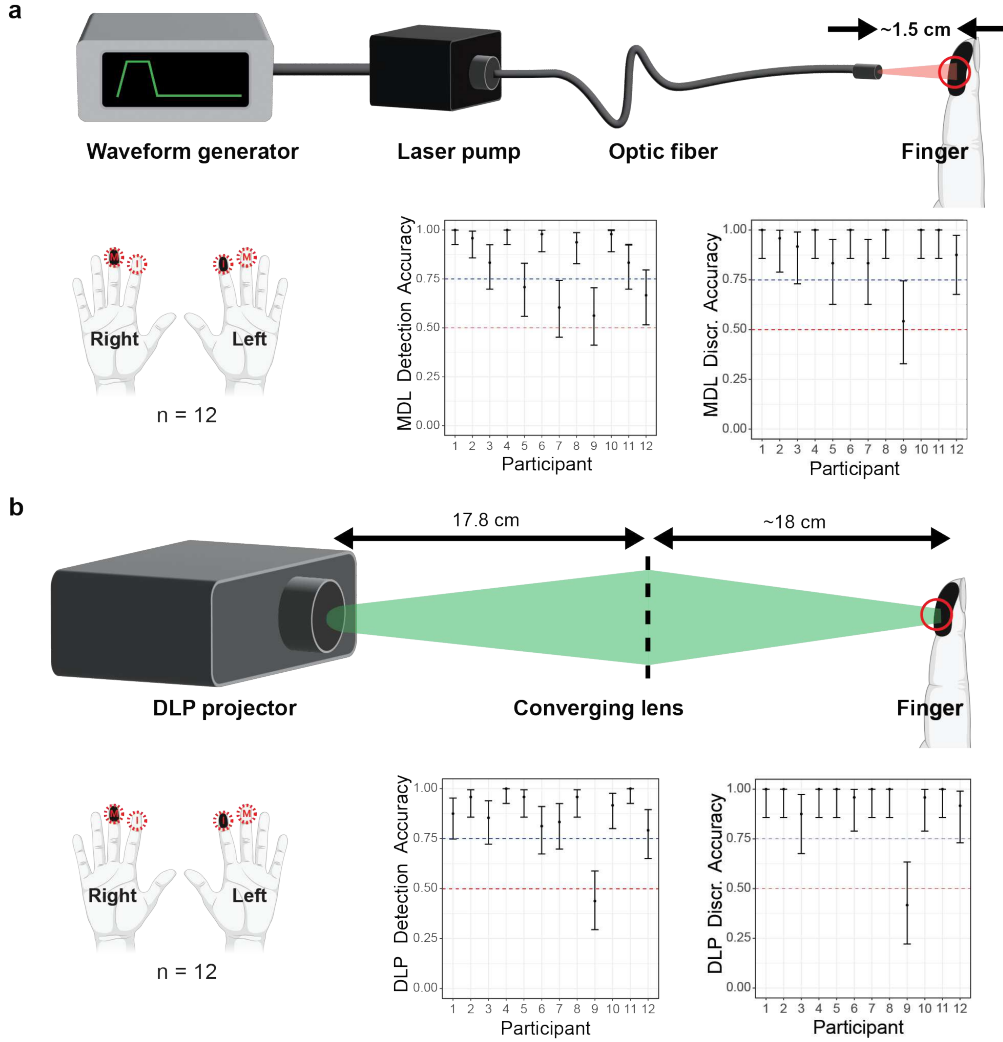 a
~1.5 cm
Waveform generator
Laser pump
Optic fiber
Finger
M
I
I
M
Right
Left
n = 12
MDL Detection Accuracy
1.00
0.75
0.50
0.25
0.00
1 2 3 4 5 6 7 8 9 10 11 12
Participant
MDL Discr. Accuracy
1.00
0.75
0.50
0.25
0.00
1 2 3 4 5 6 7 8 9 10 11 12
Participant
b
17.8 cm
~18 cm
DLP projector
Converging lens
Finger
M
I
I
M
Right
Left
n = 12
DLP Detection Accuracy
1.00
0.75
0.50
0.25
0.00
1 2 3 4 5 6 7 8 9 10 11 12
Participant
DLP Discr. Accuracy
1.00
0.75
0.50
0.25
0.00
1 2 3 4 5 6 7 8 9 10 11 12
Participant